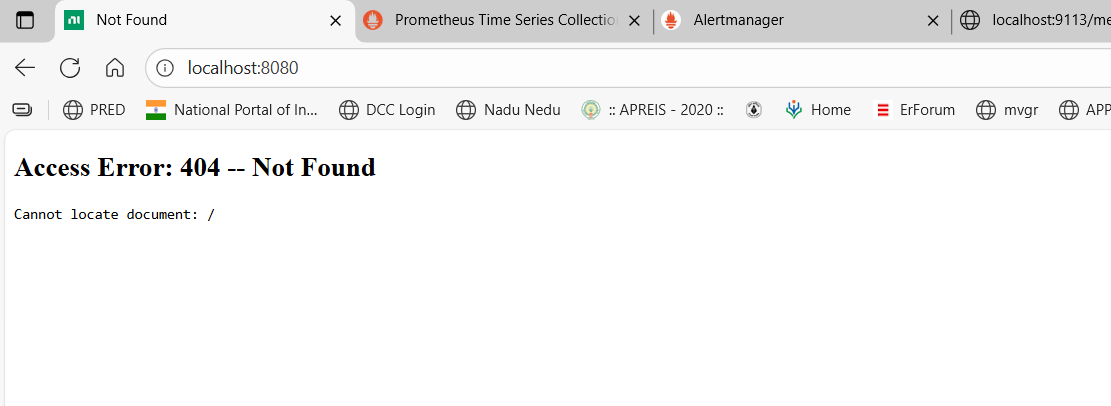 Not Found
Prometheus Time Series Collectio
Alertmanager
localhost:9113/me
localhost:8080
PRED
National Portal of In...
DCC Login
Nadu Nedu
:: APREIS - 2020 ::
Home
ErForum
mvgr
APP
Access Error: 404 -- Not Found
Cannot locate document: /